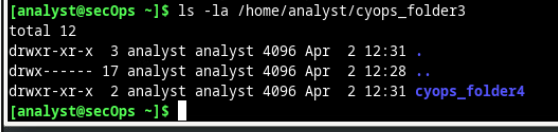 [analyst@secOps ~]$ ls -la /home/analyst/cyops_folder3
total 12
drwxr-xr-x  3 analyst analyst 4096 Apr  2 12:31 .
drwx------ 17 analyst analyst 4096 Apr  2 12:28 ..
drwxr-xr-x  2 analyst analyst 4096 Apr  2 12:31 cyops_folder4
[analyst@secOps ~]$